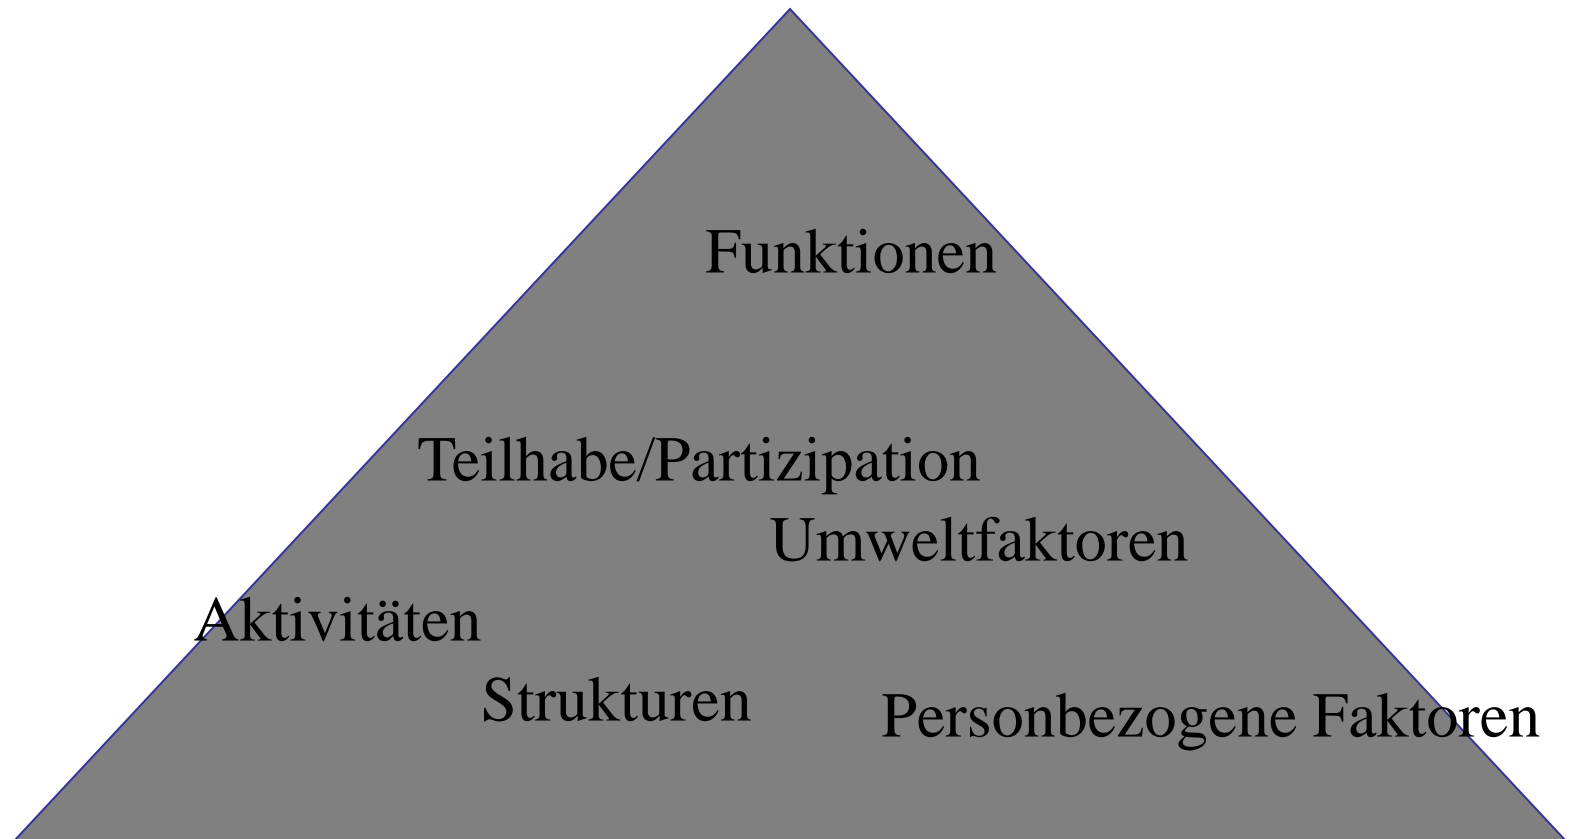 Funktionen
Teilhabe/Partizipation
Umweltfaktoren
Aktivitäten
Strukturen
Personbezogene Faktoren